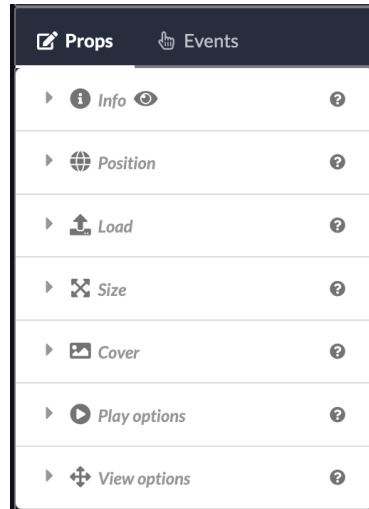 Props Events
Info
Position
Load
Size
Cover
Play options
View options